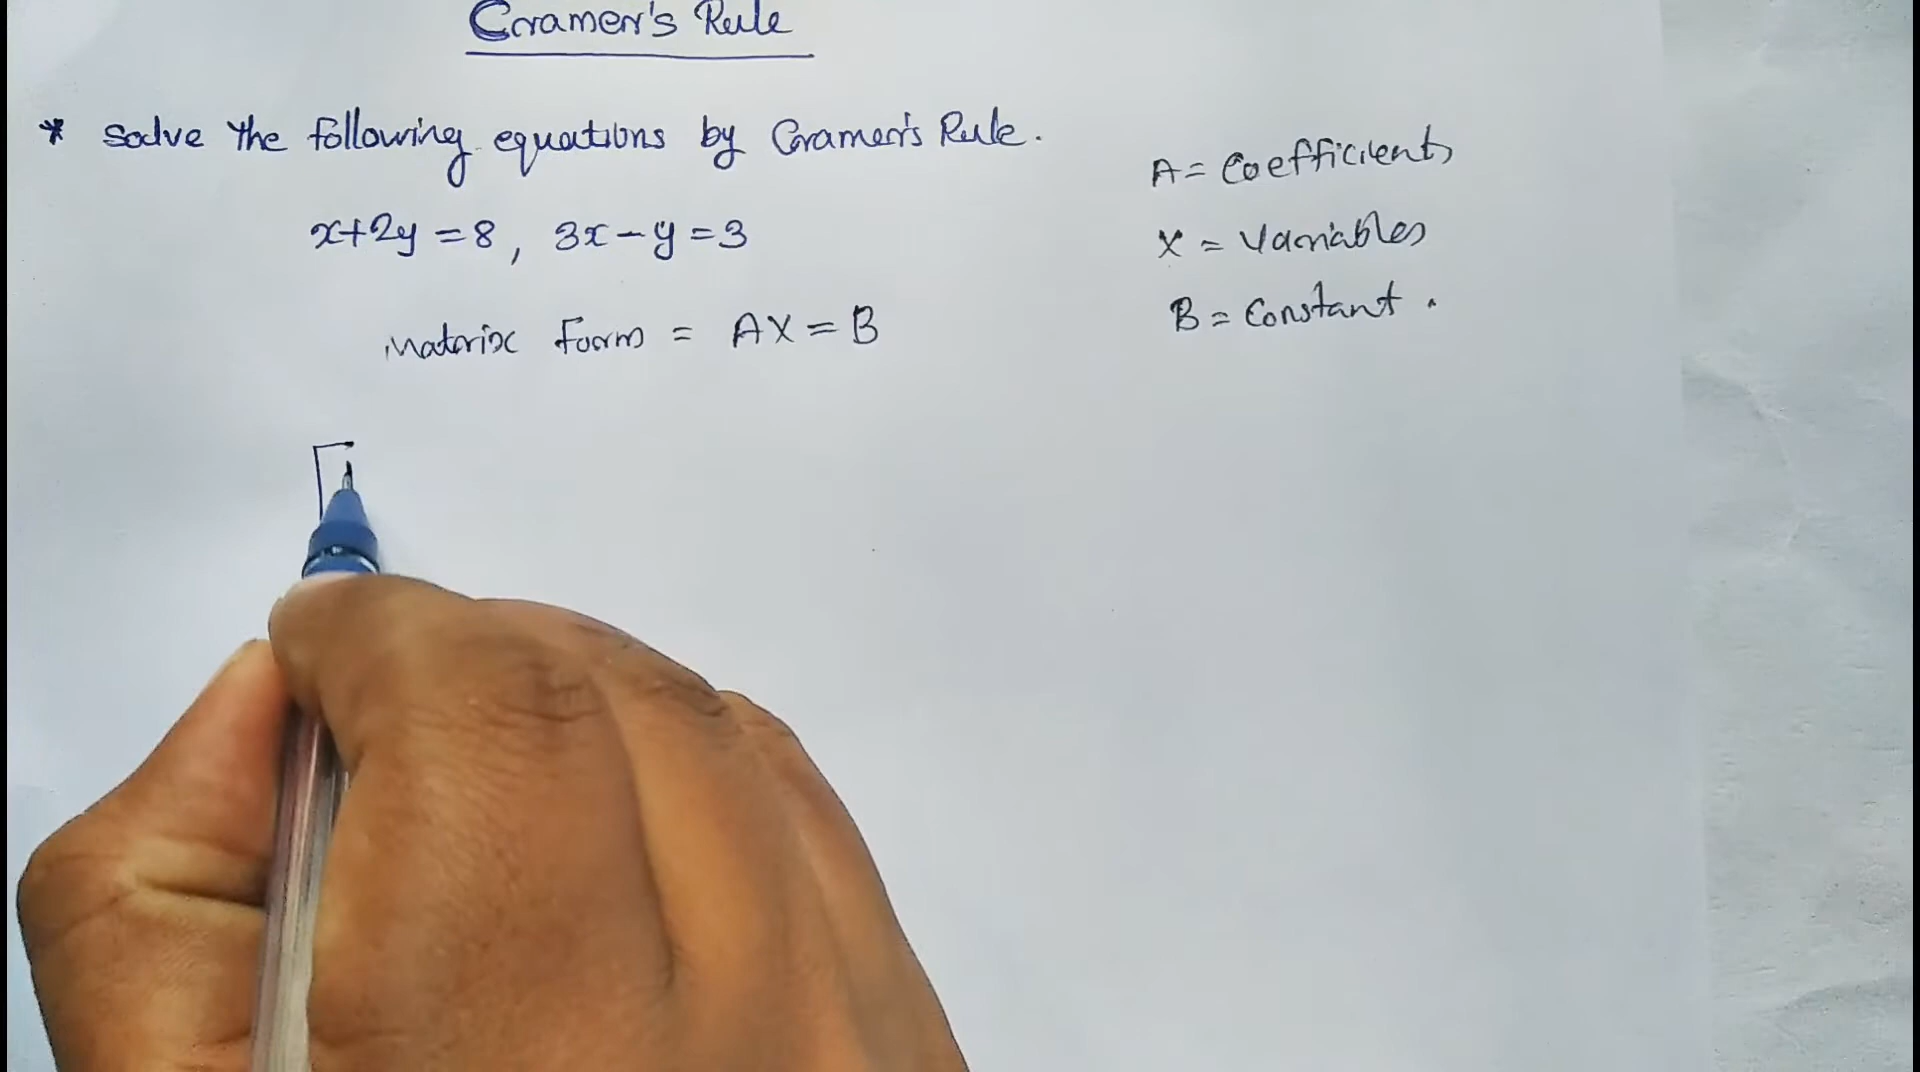 Cramer's Rule
* Solve the following equations by Cramer's Rule.
x+2y=8, 3x-y=3
Matrix form = AX=B
A= Coefficients
X = Variables
B = Constant.